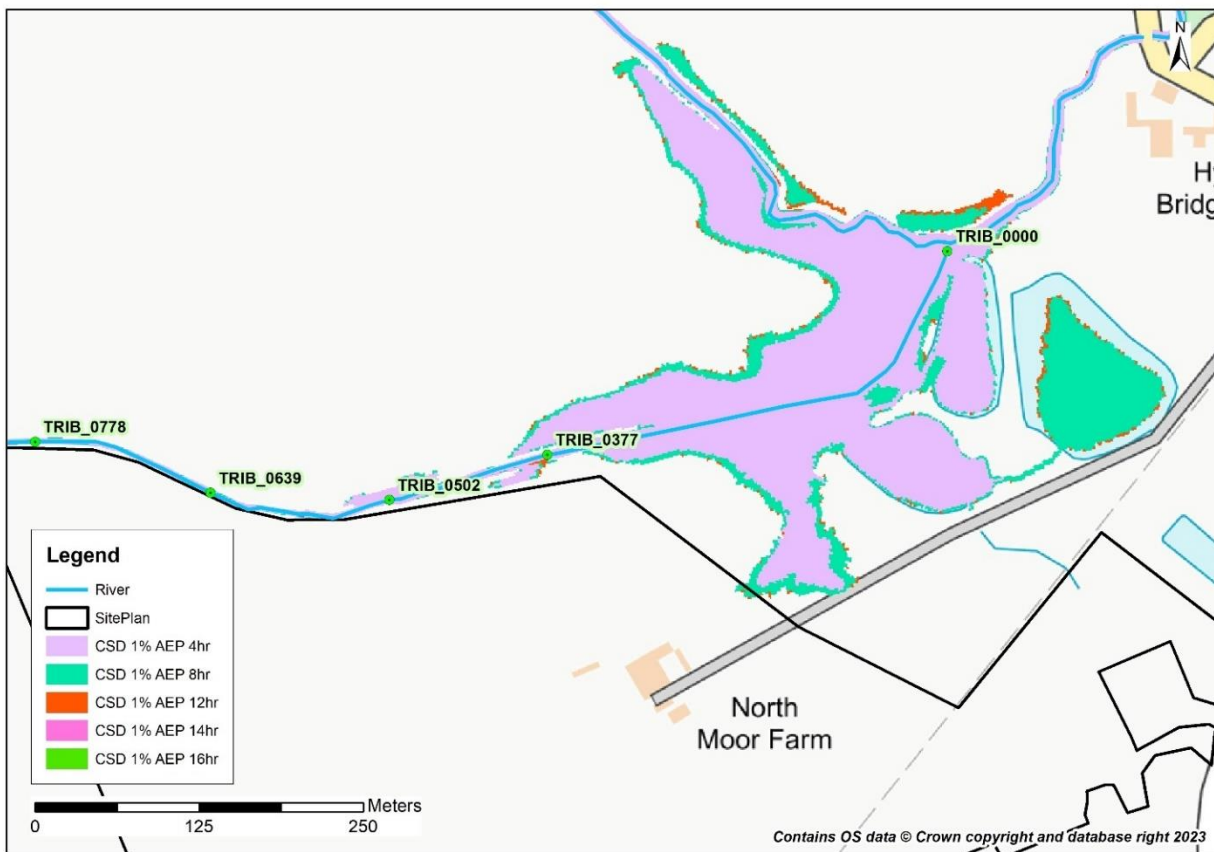 N
Hy
Bridg
TRIB_0000
TRIB_0377
TRIB_0778
TRIB_0639
TRIB_0502
Legend
River
SitePlan
CSD 1% AEP 4hr
CSD 1% AEP 8hr
CSD 1% AEP 12hr
CSD 1% AEP 14hr
CSD 1% AEP 16hr
North
Moor Farm
Meters
0 125 250
Contains OS data © Crown copyright and database right 2023